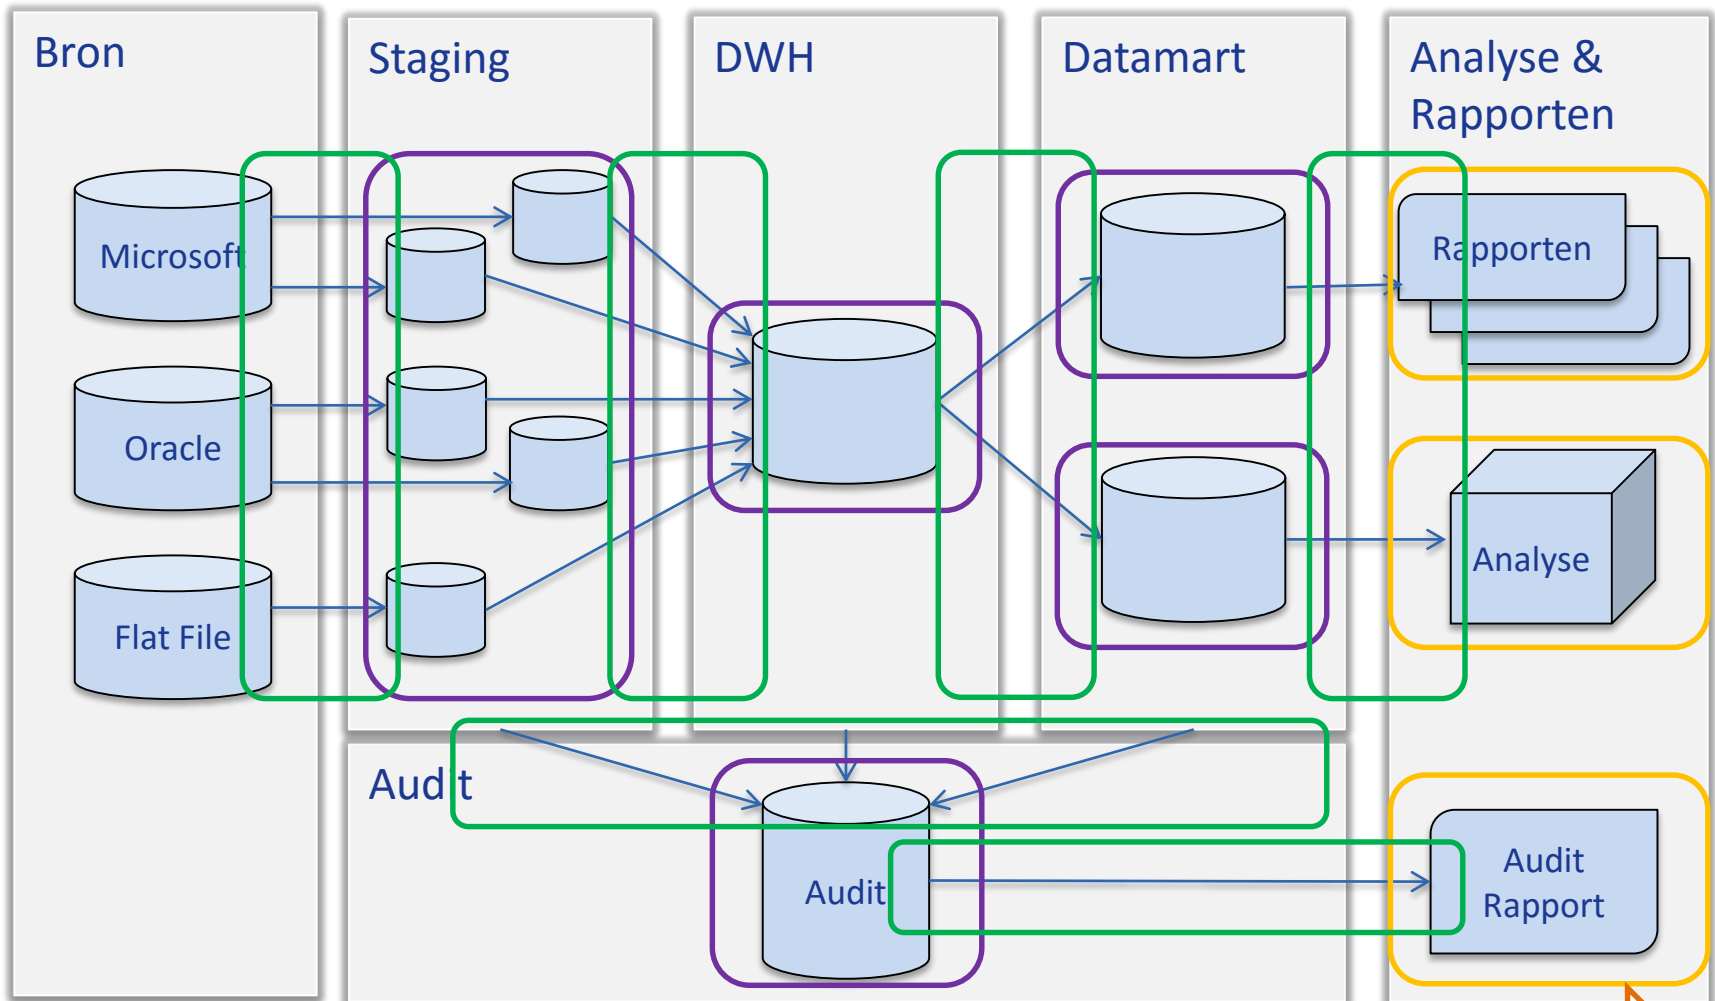 Bron
Staging
DWH
Datamart
Analyse &
Rapporten
Microsoft
Oracle
Flat File
Rapporten
Analyse
Audit
Audit
Audit
Rapport